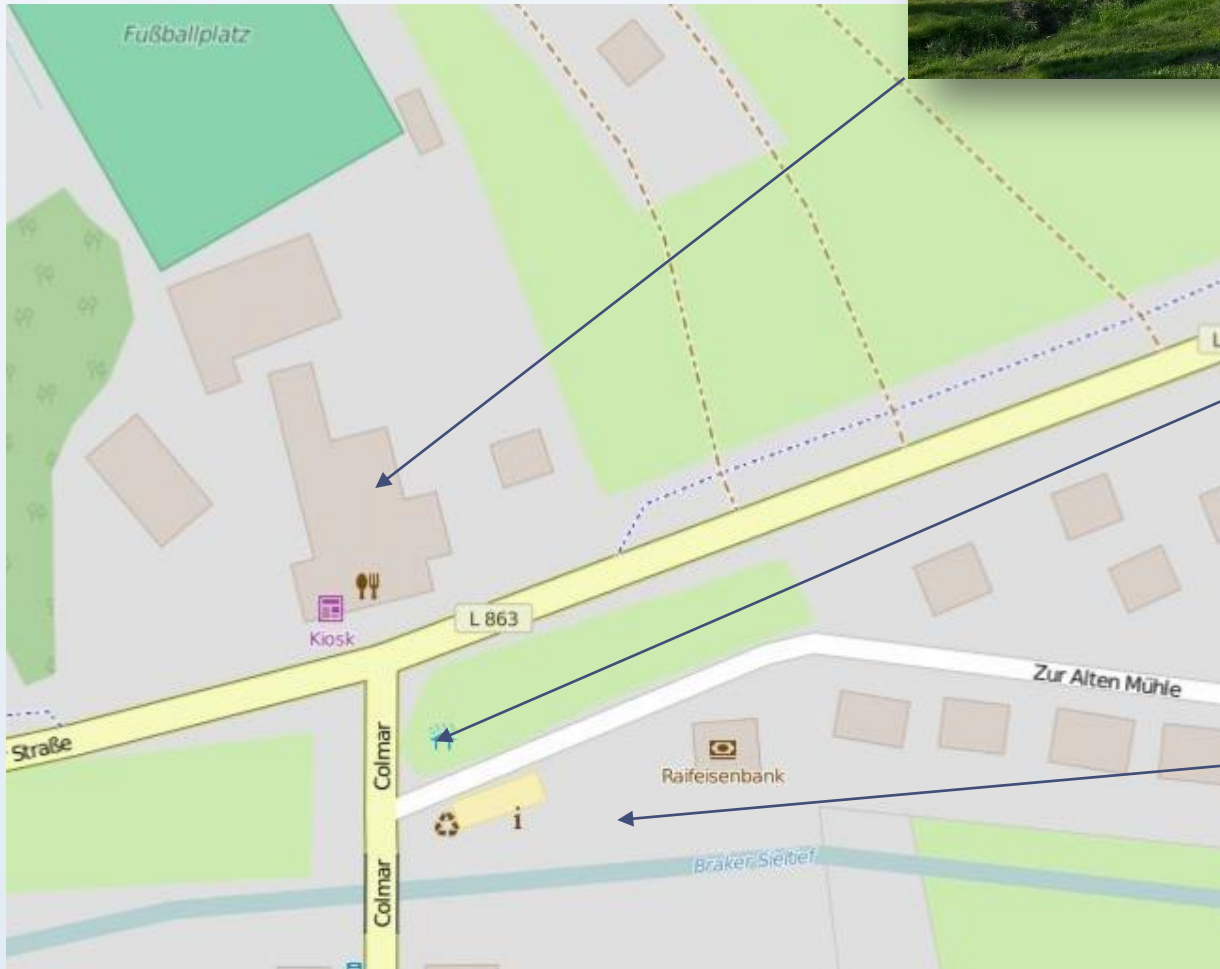 Fußballplatz
L
Kiosk
L 863
Zur Alten Mühle
Straße
Colmar
Raifeisenbank
i
Braker Sieltief
Colmar